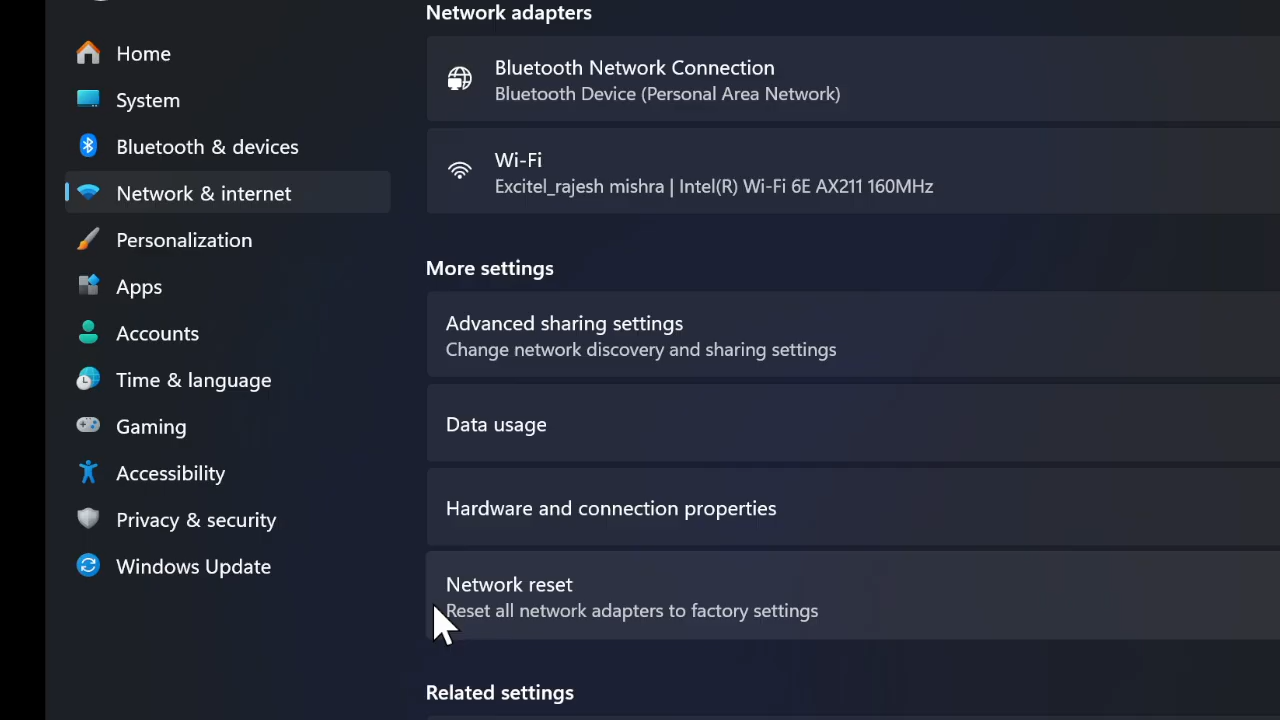 Home
System
Bluetooth & devices
Network & internet
Personalization
Apps
Accounts
Time & language
Gaming
Accessibility
Privacy & security
Windows Update
Network adapters
Bluetooth Network Connection
Bluetooth Device (Personal Area Network)
Wi-Fi
Excitel_rajesh mishra | Intel(R) Wi-Fi 6E AX211 160MHz
More settings
Advanced sharing settings
Change network discovery and sharing settings
Data usage
Hardware and connection properties
Network reset
Reset all network adapters to factory settings
Related settings